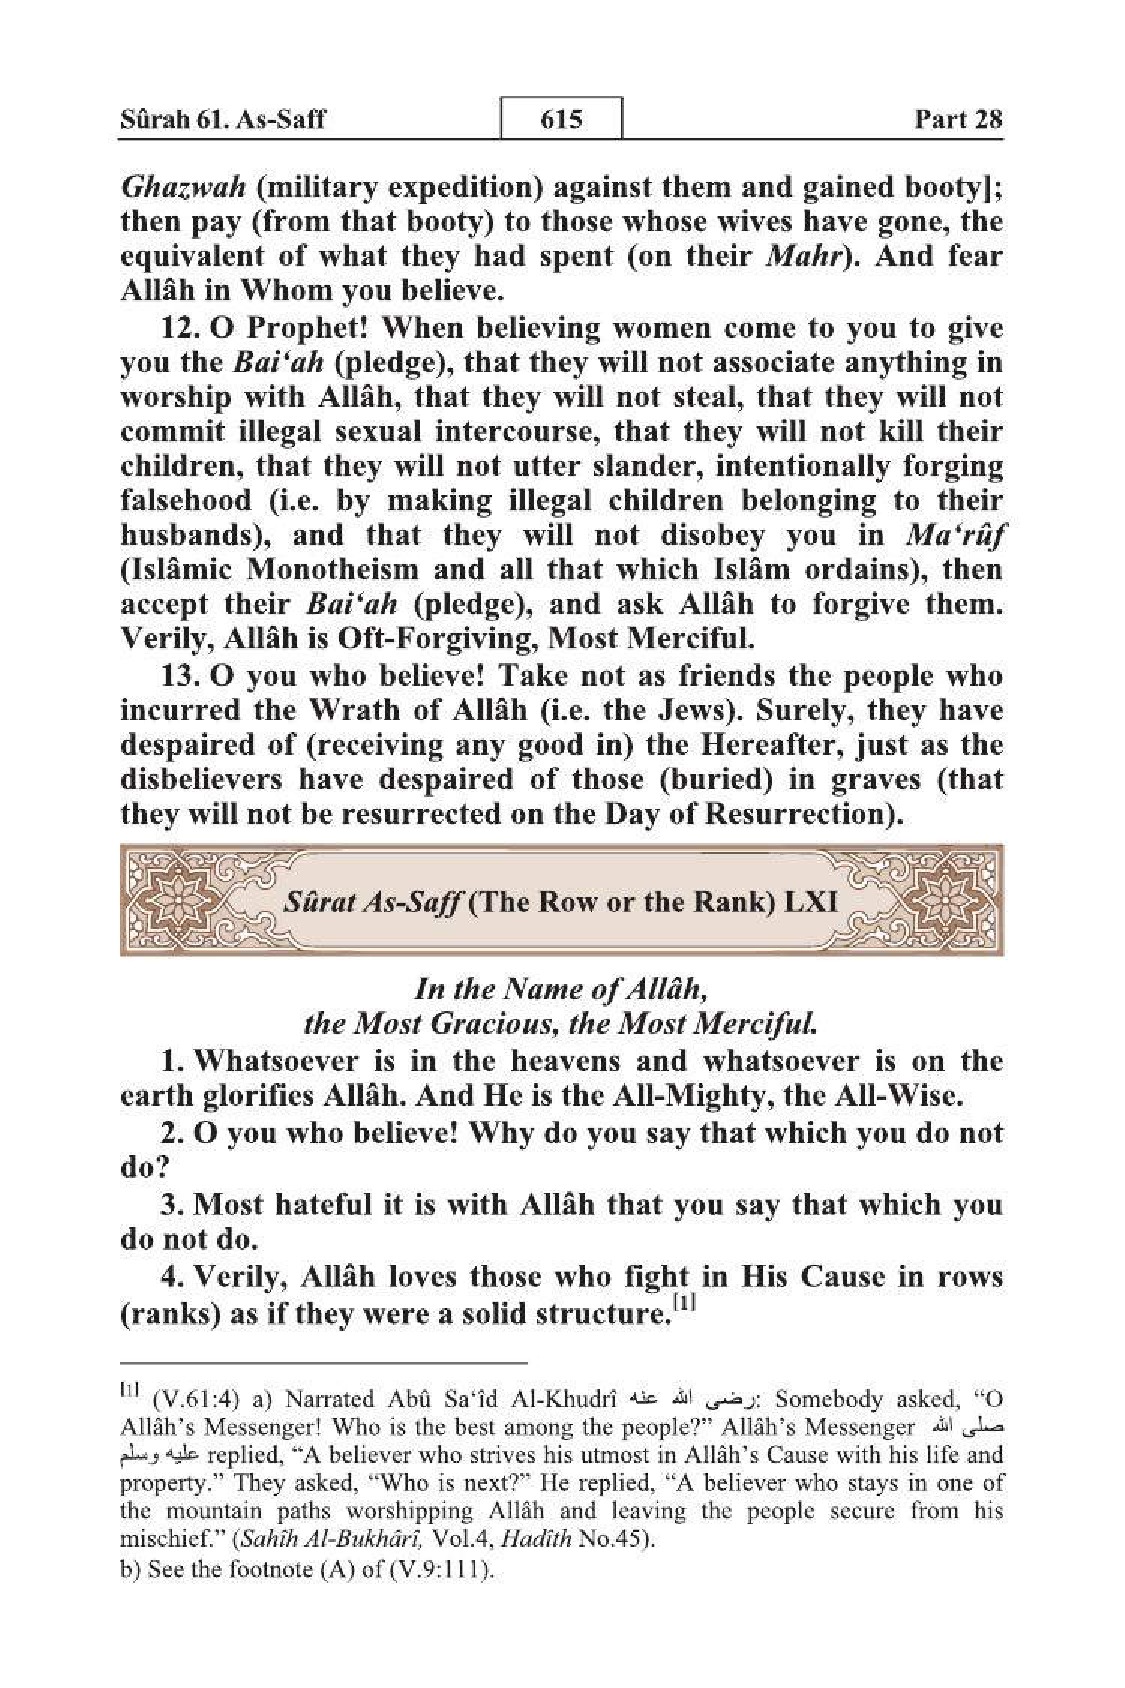 Sûrah 61. As-Saff 615 Part 28
Ghazwah (military expedition) against them and gained booty];
then pay (from that booty) to those whose wives have gone, the
equivalent of what they had spent (on their Mahr). And fear
Allâh in Whom you believe.
12. O Prophet! When believing women come to you to give
you the Bai‘ah (pledge), that they will not associate anything in
worship with Allâh, that they will not steal, that they will not
commit illegal sexual intercourse, that they will not kill their
children, that they will not utter slander, intentionally forging
falsehood (i.e. by making illegal children belonging to their
husbands), and that they will not disobey you in Ma‘rûf
(Islâmic Monotheism and all that which Islâm ordains), then
accept their Bai‘ah (pledge), and ask Allâh to forgive them.
Verily, Allâh is Oft-Forgiving, Most Merciful.
13. O you who believe! Take not as friends the people who
incurred the Wrath of Allâh (i.e. the Jews). Surely, they have
despaired of (receiving any good in) the Hereafter, just as the
disbelievers have despaired of those (buried) in graves (that
they will not be resurrected on the Day of Resurrection).
Sûrat As-Saff (The Row or the Rank) LXI
In the Name of Allâh,
the Most Gracious, the Most Merciful.
1. Whatsoever is in the heavens and whatsoever is on the
earth glorifies Allâh. And He is the All-Mighty, the All-Wise.
2. O you who believe! Why do you say that which you do not
do?
3. Most hateful it is with Allâh that you say that which you
do not do.
4. Verily, Allâh loves those who fight in His Cause in rows
(ranks) as if they were a solid structure.[1]
[1] (V.61:4) a) Narrated Abû Sa‘îd Al-Khudrî رضى الله عنه: Somebody asked, “O
Allâh’s Messenger! Who is the best among the people?” Allâh’s Messenger صلى الله
عليه وسلم replied, “A believer who strives his utmost in Allâh’s Cause with his life and
property.” They asked, “Who is next?” He replied, “A believer who stays in one of
the mountain paths worshipping Allâh and leaving the people secure from his
mischief.” (Sahîh Al-Bukhârî, Vol.4, Hadîth No.45).
b) See the footnote (A) of (V.9:111).